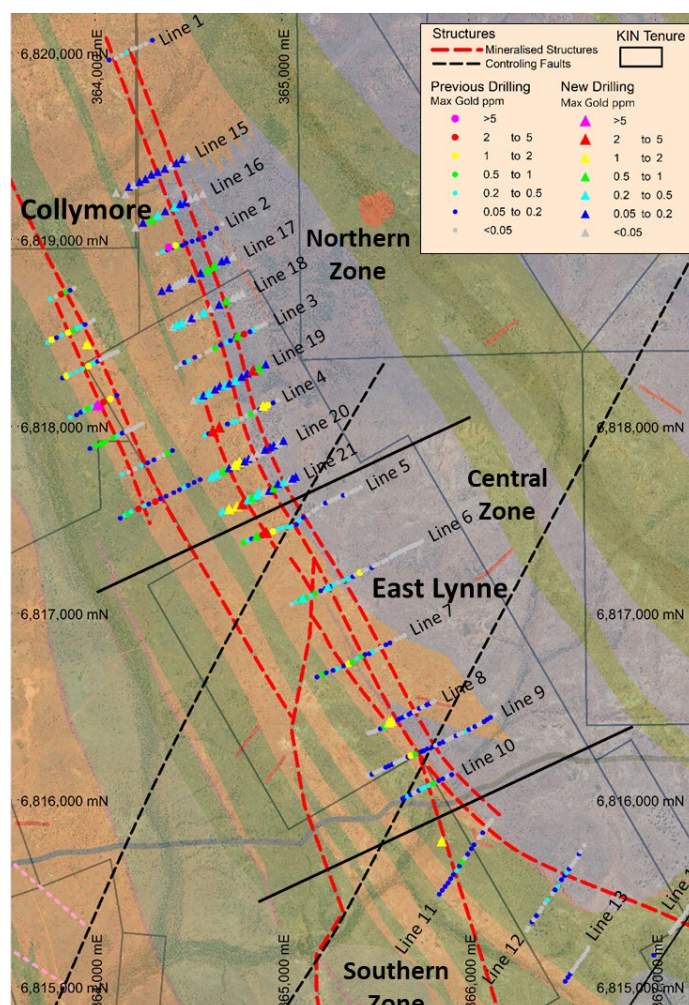 6,820,000 mN
364,000 mE
Line 1
365,000 mE
Structures
KIN Tenure
Mineralised Structures
Controling Faults
Previous Drilling
New Drilling
Max Gold ppm
Max Gold ppm
>5
>5
2 to 5
2 to 5
1 to 2
1 to 2
0.5 to 1
0.5 to 1
0.2 to 0.5
0.2 to 0.5
0.05 to 0.2
0.05 to 0.2
<0.05
<0.05
Line 15
Line 16
Collymore
Line 2
Northern
Zone
6,819,000 mN
Line 17
Line 18
Line 3
Line 19
Line 4
6,818,000 mN
6,818,000 mN
Line 20
Line 21
Line 5
Central
Zone
Line 6
East Lynne
6,817,000 mN
6,817,000 mN
Line 7
Line 8
Line 9
Line 10
6,816,000 mN
6,816,000 mN
Line 11
Line 12
Line 13
6,815,000 mN
365,000 mE
Southern
Zone
366,000 mE
6,815,000 mN